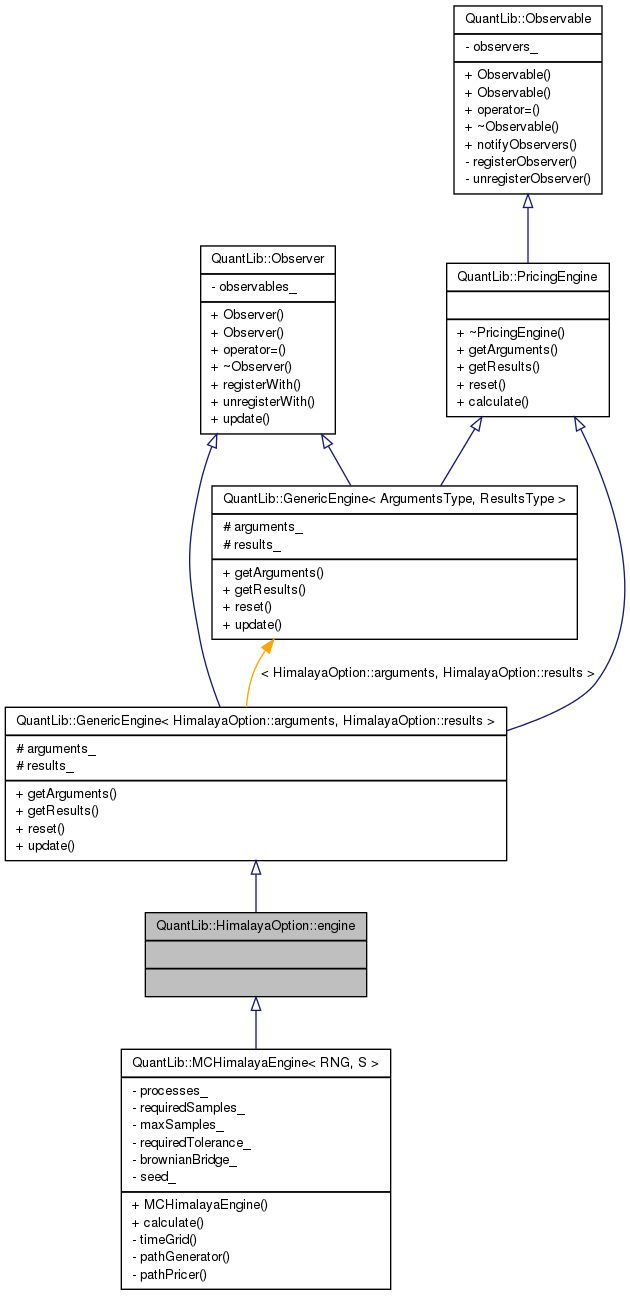 QuantLib::Observable
- observers_
+ Observable()
+ Observable()
+ operator=()
+ ~Observable()
+ notifyObservers()
- registerObserver()
- unregisterObserver()
QuantLib::Observer
- observables_
+ Observer()
+ Observer()
+ operator=()
+ ~Observer()
+ registerWith()
+ unregisterWith()
+ update()
QuantLib::PricingEngine
+ ~PricingEngine()
+ getArguments()
+ getResults()
+ reset()
+ calculate()
QuantLib::GenericEngine< ArgumentsType, ResultsType >
# arguments_
# results_
+ getArguments()
+ getResults()
+ reset()
+ update()
< HimalayaOption::arguments, HimalayaOption::results >
QuantLib::GenericEngine< HimalayaOption::arguments, HimalayaOption::results >
# arguments_
# results_
+ getArguments()
+ getResults()
+ reset()
+ update()
QuantLib::HimalayaOption::engine
QuantLib::MCHimalayaEngine< RNG, S >
- processes_
- requiredSamples_
- maxSamples_
- requiredTolerance_
- brownianBridge_
- seed_
+ MCHimalayaEngine()
+ calculate()
- timeGrid()
- pathGenerator()
- pathPricer()